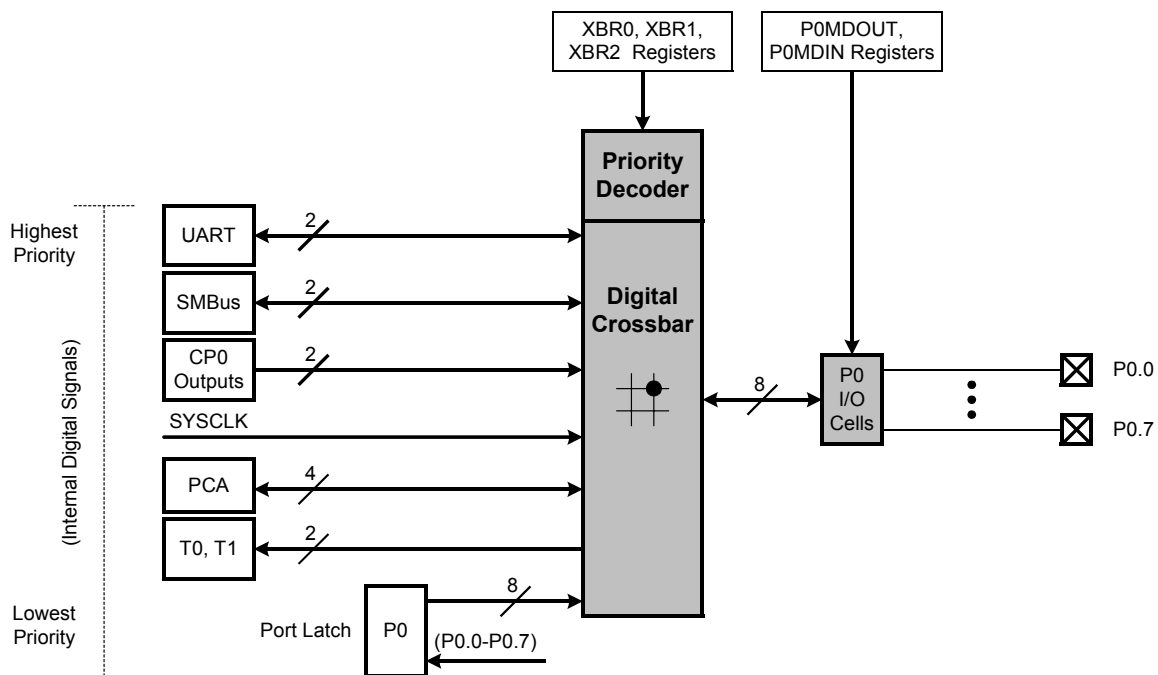 XBR0, XBR1,
XBR2 Registers
P0MDOUT,
P0MDIN Registers
Priority
Decoder
Highest
Priority
UART
2
SMBus
2
Digital
Crossbar
CP0
Outputs
2
(Internal Digital Signals)
SYSCLK
8
P0
I/O
Cells
P0.0
P0.7
PCA
4
T0, T1
2
Lowest
Priority
Port Latch
P0
8
(P0.0-P0.7)